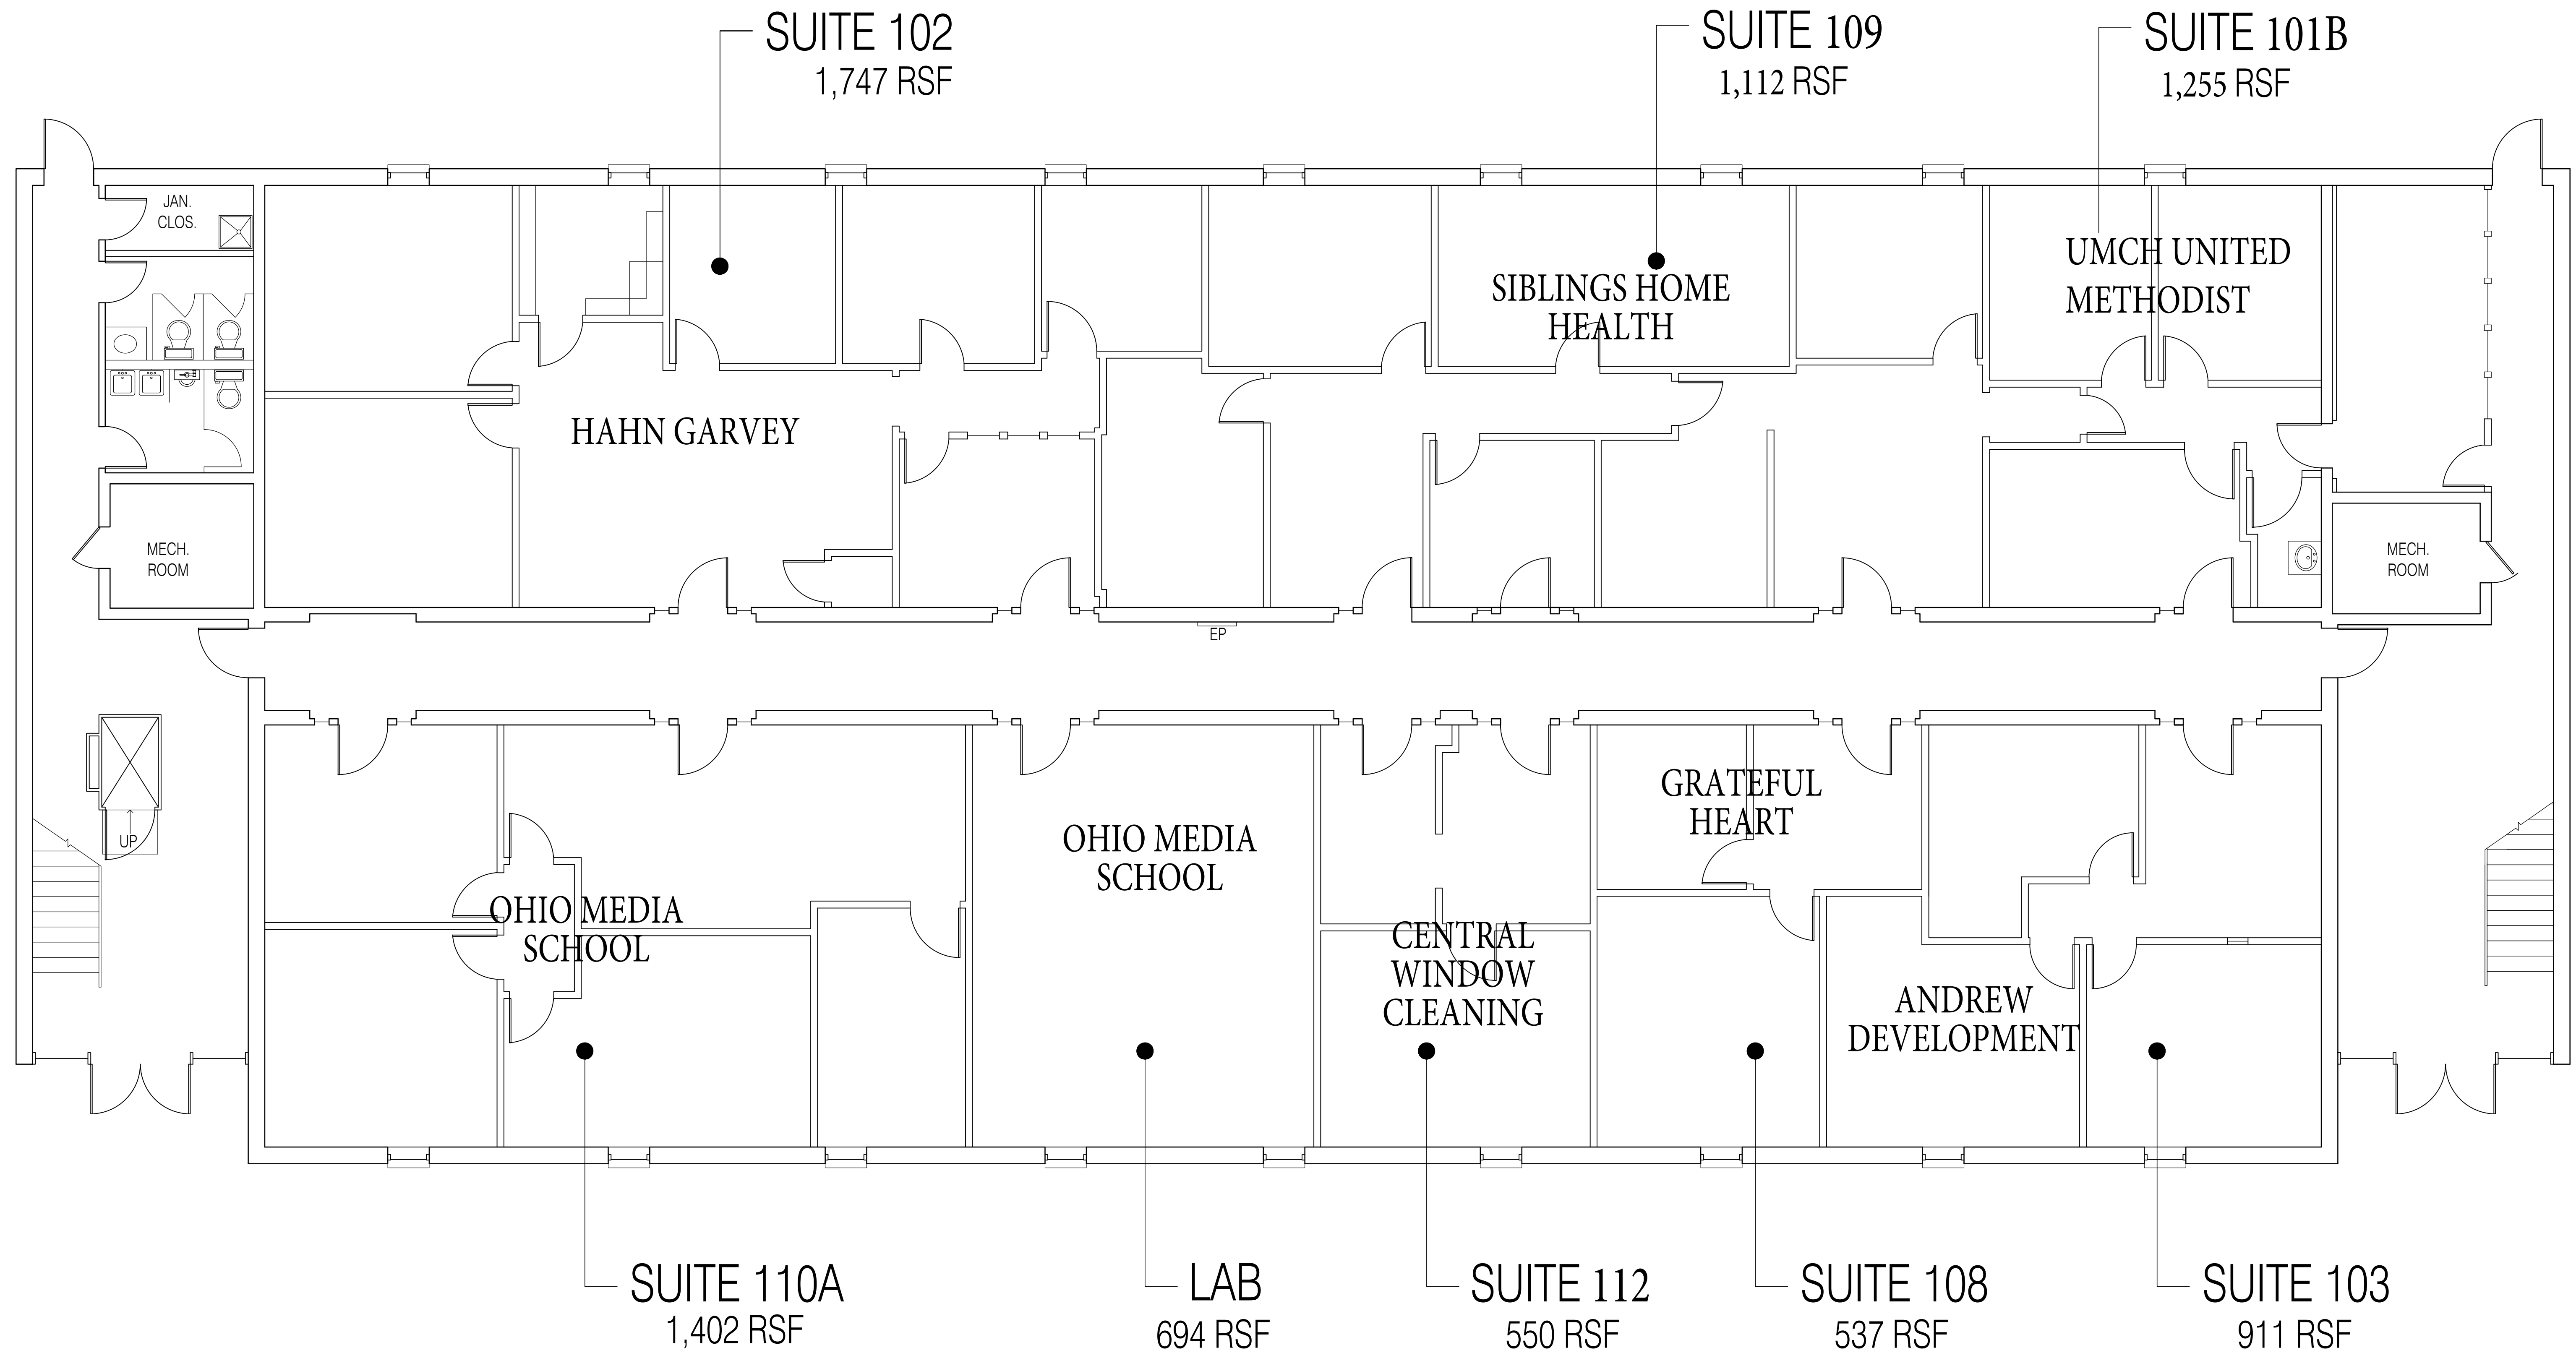 SUITE 102
1,747 RSF
SUITE 109
1,112 RSF
SUITE 101B
1,255 RSF
JAN.
CLOS.
UMCH UNITED
METHODIST
SIBLINGS HOME
HEALTH
HAHN GARVEY
MECH.
ROOM
MECH.
ROOM
EP
UP
GRATEFUL
HEART
OHIO MEDIA
SCHOOL
OHIO MEDIA
SCHOOL
CENTRAL
WINDOW
CLEANING
ANDREW
DEVELOPMENT
SUITE 110A
1,402 RSF
LAB
694 RSF
SUITE 112
550 RSF
SUITE 108
537 RSF
SUITE 103
911 RSF